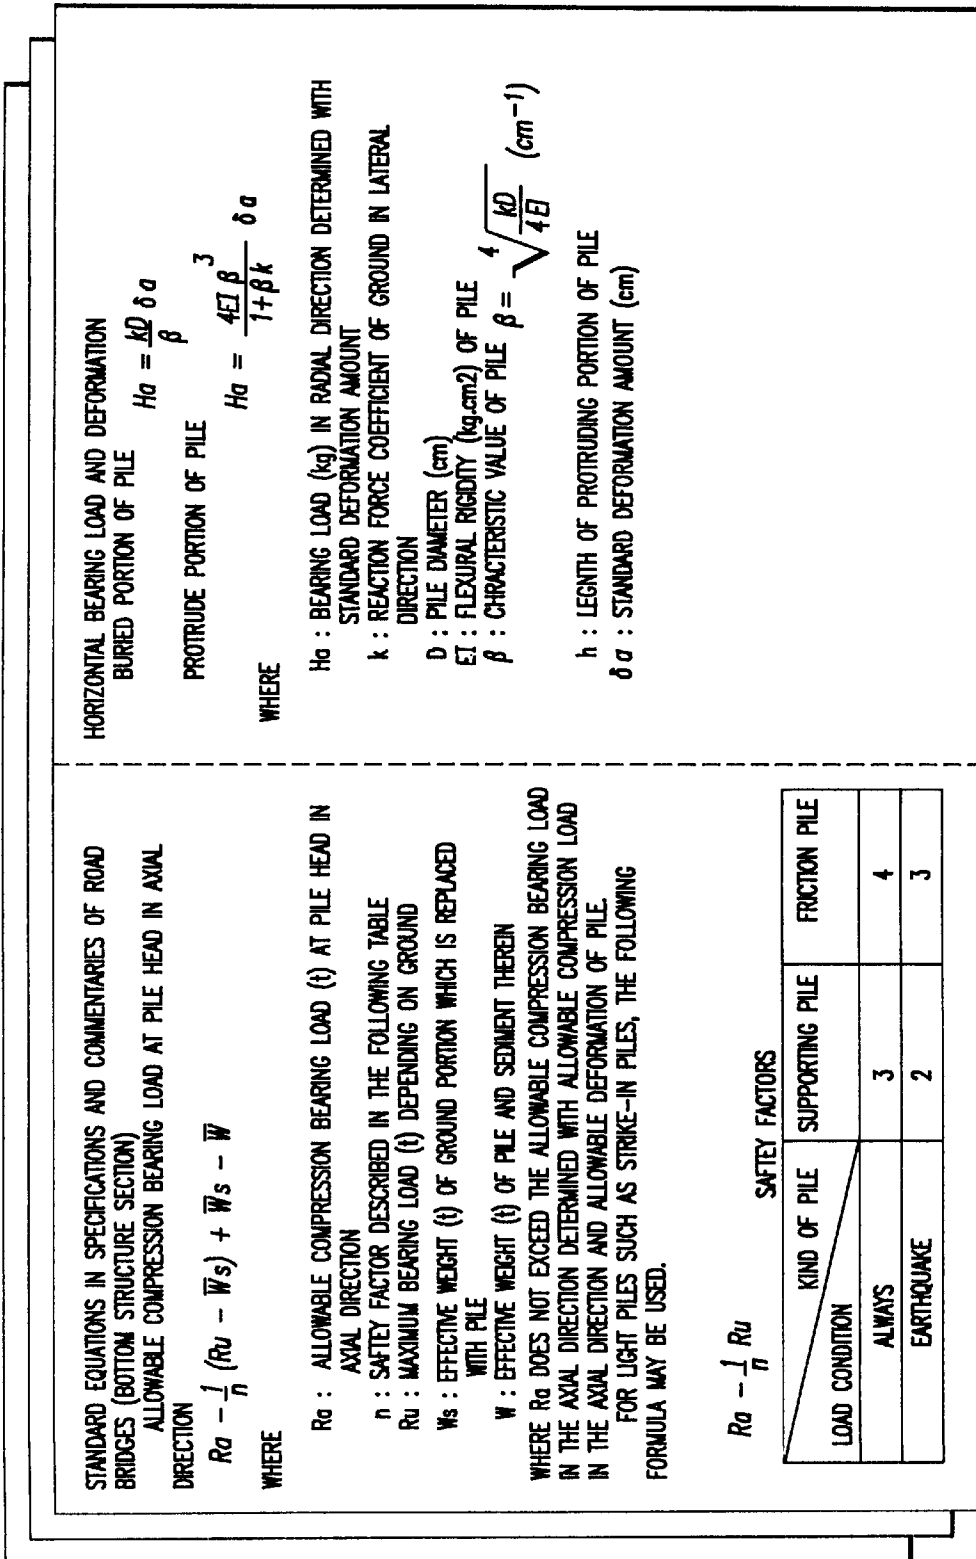 STANDARD EQUATIONS IN SPECIFICATIONS AND COMMENTARIES OF ROAD
BRIDGES (BOTTOM STRUCTURE SECTION)
ALLOWABLE COMPRESSION BEARING LOAD AT PILE HEAD IN AXIAL
DIRECTION
Ra - 1/n (Ru - W̅s) + W̅s - W̅
WHERE
Ra : ALLOWABLE COMPRESSION BEARING LOAD (t) AT PILE HEAD IN
AXIAL DIRECTION
n : SAFTEY FACTOR DESCRIBED IN THE FOLLOWING TABLE
Ru : MAXIMUM BEARING LOAD (t) DEPENDING ON GROUND
Ws : EFFECTIVE WEIGHT (t) OF GROUND PORTION WHICH IS REPLACED
WITH PILE
W : EFFECTIVE WEIGHT (t) OF PILE AND SEDIMENT THEREIN
WHERE Ra DOES NOT EXCEED THE ALLOWABLE COMPRESSION BEARING LOAD
IN THE AXIAL DIRECTION DETERMINED WITH ALLOWABLE COMPRESSION LOAD
IN THE AXIAL DIRECTION AND ALLOWABLE DEFORMATION OF PILE.
FOR LIGHT PILES SUCH AS STRIKE-IN PILES, THE FOLLOWING
FORMULA MAY BE USED.
Ra - 1/n Ru
SAFTEY FACTORS
KIND OF PILE SUPPORTING PILE FRICTION PILE
LOAD CONDITION
ALWAYS 3 4
EARTHQUAKE 2 3
HORIZONTAL BEARING LOAD AND DEFORMATION
BURIED PORTION OF PILE
Ha = kD/β δa
PROTRUDE PORTION OF PILE
Ha = 4EI β³/1+βk δa
WHERE
Ha : BEARING LOAD (kg) IN RADIAL DIRECTION DETERMINED WITH
STANDARD DEFORMATION AMOUNT
k : REACTION FORCE COEFFICIENT OF GROUND IN LATERAL
DIRECTION
D : PILE DIAMETER (cm)
EI : FLEXURAL RIGIDITY (kg.cm2) OF PILE
β : CHRACTERISTIC VALUE OF PILE β = ⁴√kD/4EI (cm⁻¹)
h : LEGNTH OF PROTRUDING PORTION OF PILE
δa : STANDARD DEFORMATION AMOUNT (cm)